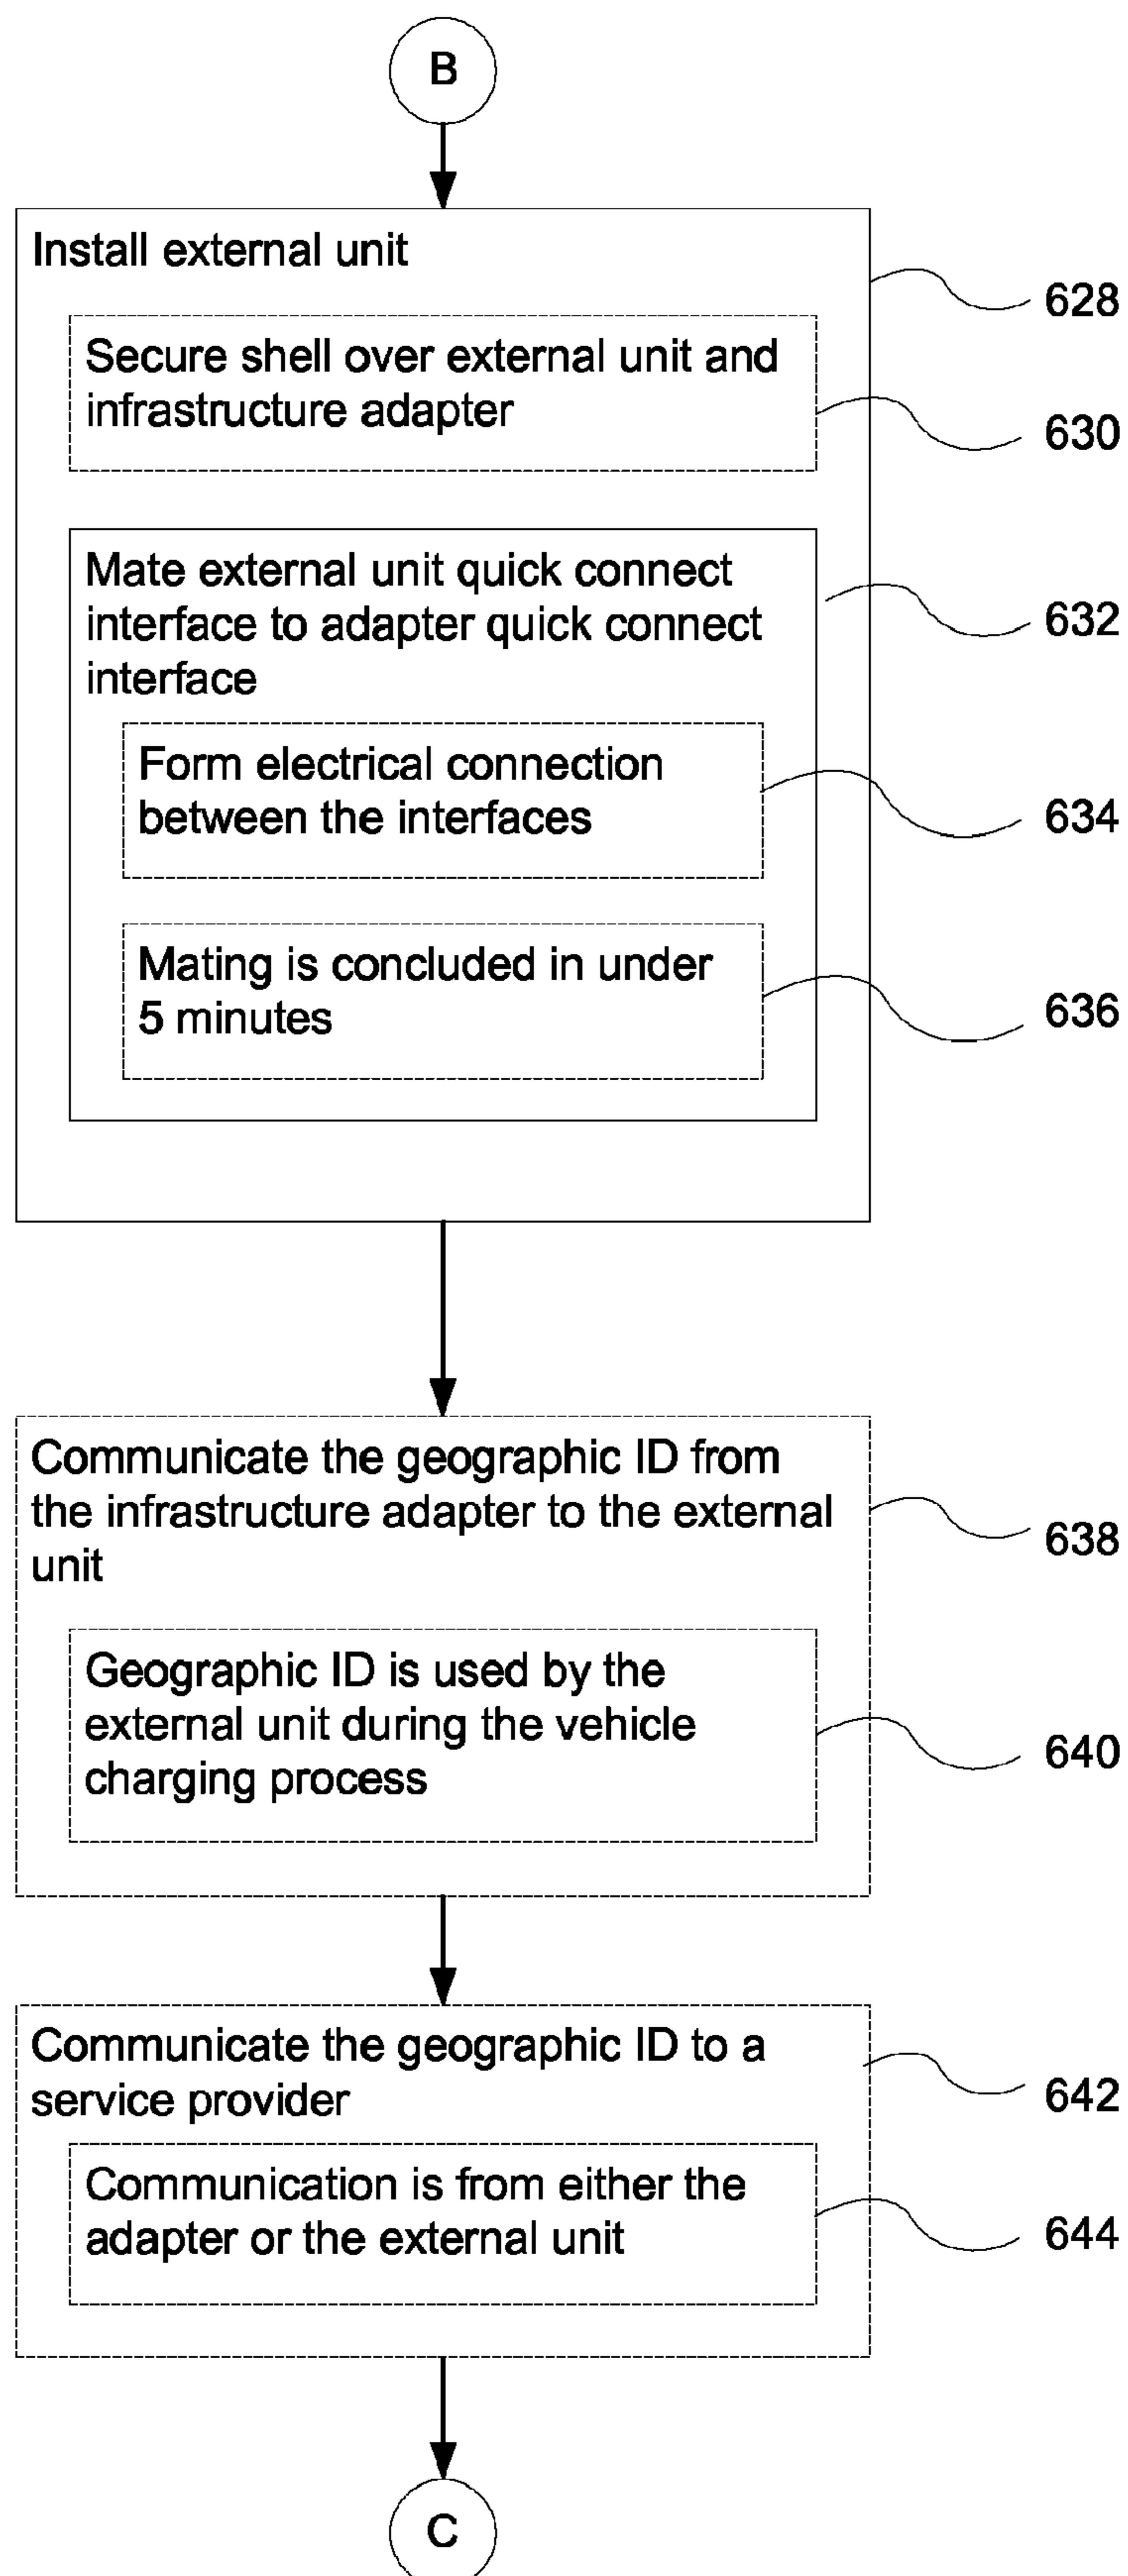 B
Install external unit
628
Secure shell over external unit and
infrastructure adapter
630
Mate external unit quick connect
interface to adapter quick connect
interface
632
Form electrical connection
between the interfaces
634
Mating is concluded in under
5 minutes
636
Communicate the geographic ID from
the infrastructure adapter to the external
unit
638
Geographic ID is used by the
external unit during the vehicle
charging process
640
Communicate the geographic ID to a
service provider
642
Communication is from either the
adapter or the external unit
644
C